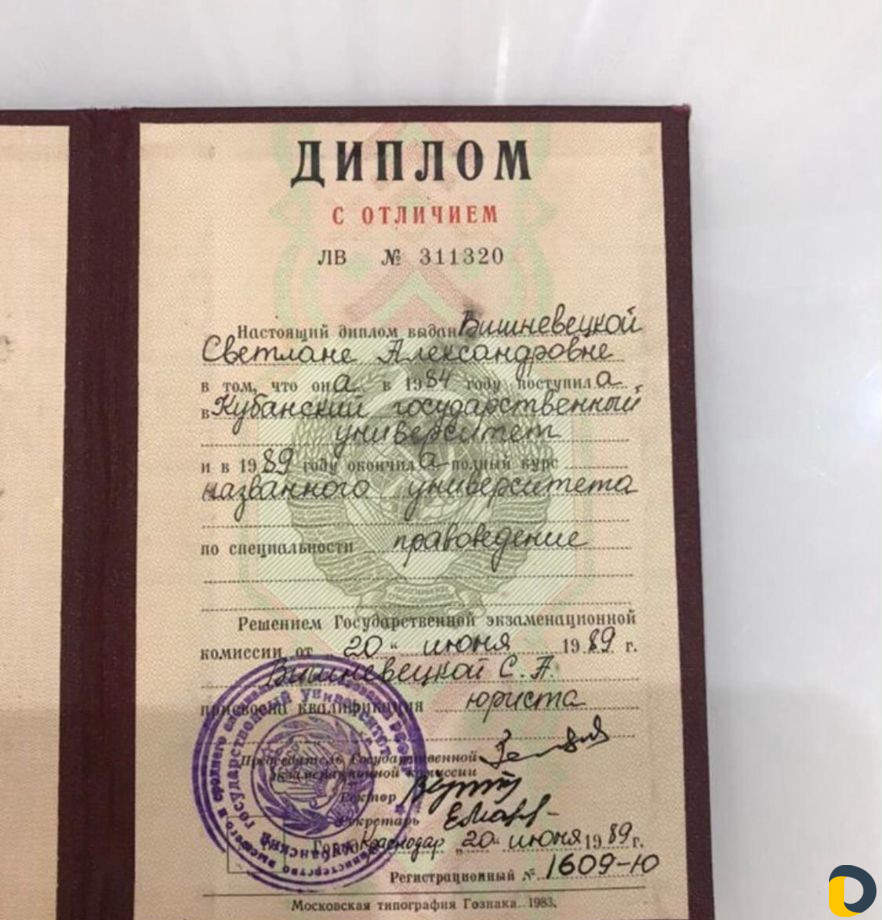 ДИПЛОМ
С ОТЛИЧИЕМ
ЛВ № 311320
Настоящий диплом выдан Вишневецкой
Светлане Александровне
в том, что она в 1984 году поступила
в Кубанский государственный
университет
и в 1989 году окончила полный курс
названного университета
по специальности правоведение
Решением Государственной экзаменационной
комиссии от 20 " июня 1989 г.
Вишневецкой С. А.
присвоена квалификация юриста
Председатель Государственной
экзаменационной комиссии
Ректор
Секретарь
Город Краснодар „20" июня 1989 г.
Регистрационный № 1609-Ю
Московская типография Гознака. 1983.